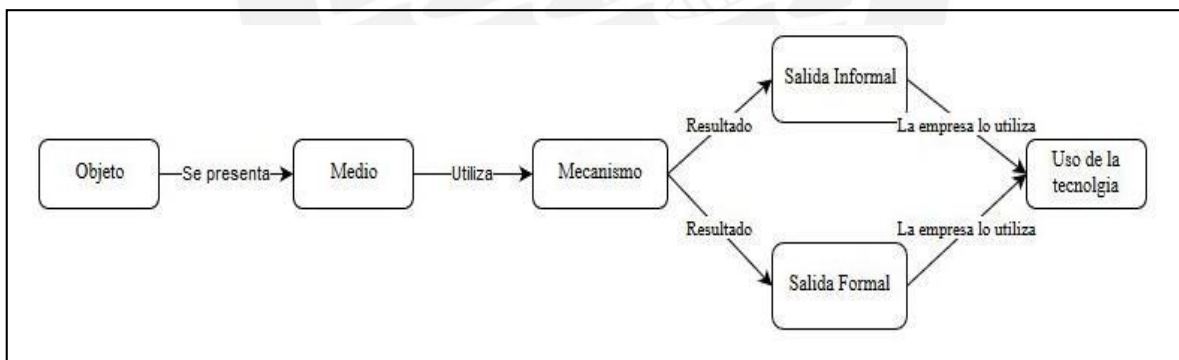 Objeto
Se presenta
Medio
Utiliza
Mecanismo
Resultado
Salida Informal
La empresa lo utiliza
Resultado
Salida Formal
La empresa lo utiliza
Uso de la
tecnolgia